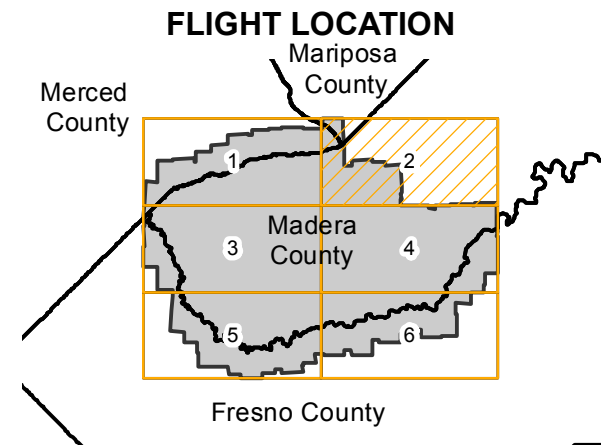 FLIGHT LOCATION
Mariposa
County
Merced
County
1
2
Madera
County
3
4
5
6
Fresno County